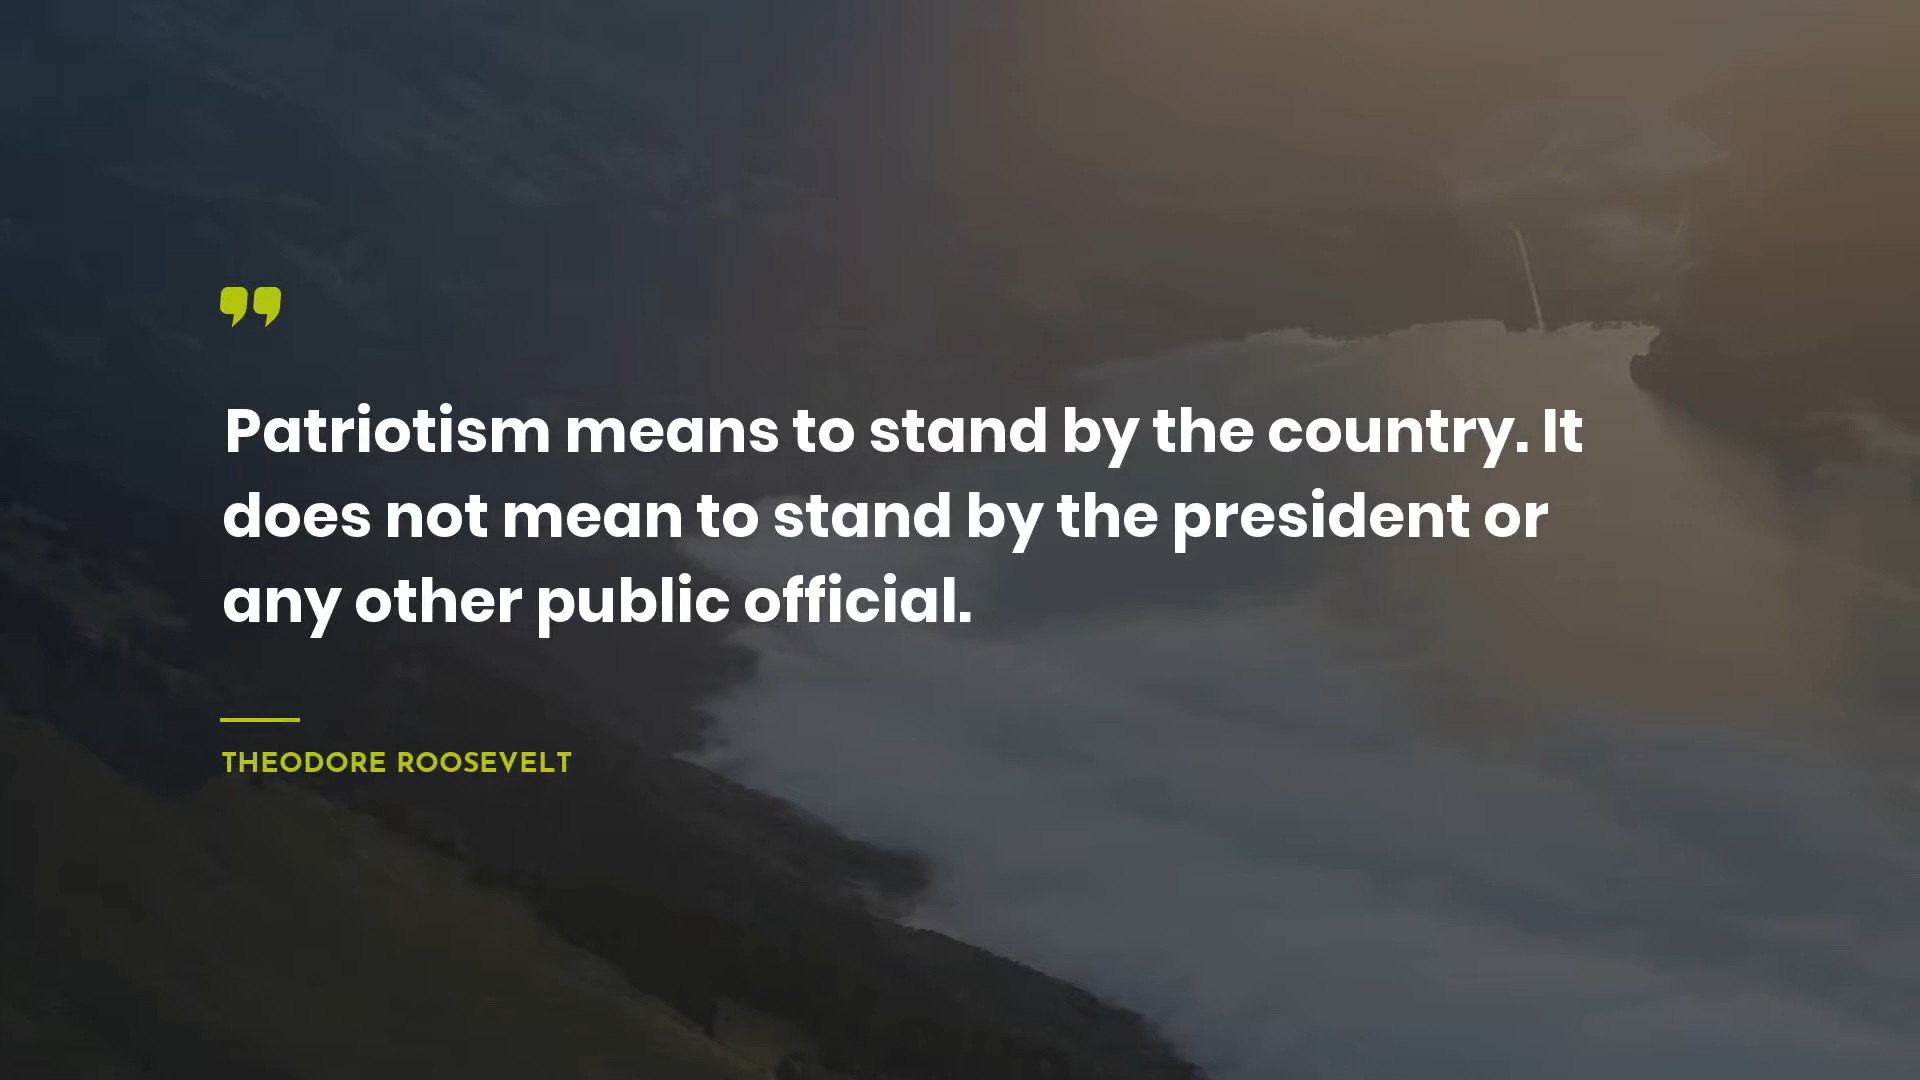 ”
Patriotism means to stand by the country. It
does not mean to stand by the president or
any other public official.
THEODORE ROOSEVELT